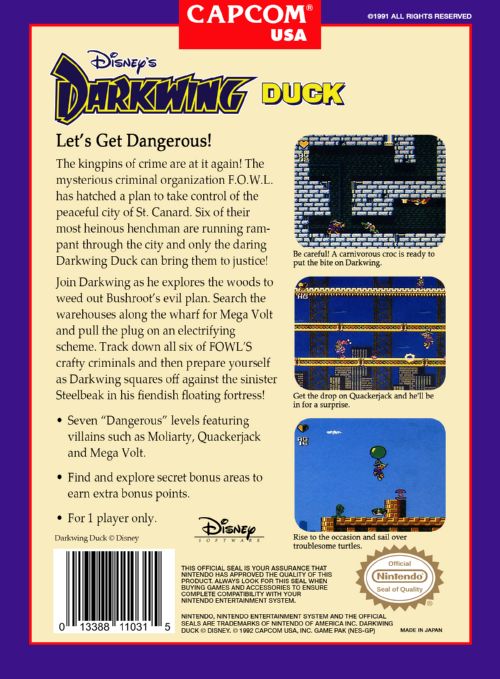 CAPCOM®
USA
©1991 ALL RIGHTS RESERVED
Disney's
DARKWING DUCK
Let's Get Dangerous!
The kingpins of crime are at it again! The
mysterious criminal organization F.O.W.L.
has hatched a plan to take control of the
peaceful city of St. Canard. Six of their
most heinous henchman are running ram-
pant through the city and only the daring
Darkwing Duck can bring them to justice!
Join Darkwing as he explores the woods to
weed out Bushroot's evil plan. Search the
warehouses along the wharf for Mega Volt
and pull the plug on an electrifying
scheme. Track down all six of FOWL'S
crafty criminals and then prepare yourself
as Darkwing squares off against the sinister
Steelbeak in his fiendish floating fortress!
• Seven "Dangerous" levels featuring
villains such as Moliarty, Quackerjack
and Mega Volt.
• Find and explore secret bonus areas to
earn extra bonus points.
• For 1 player only.
Darkwing Duck © Disney
Disney
SOFTWARE
Be careful! A carnivorous croc is ready to
put the bite on Darkwing.
Get the drop on Quackerjack and he'll be
in for a surprise.
Rise to the occasion and sail over
troublesome turtles.
0 13388 11031 5
THIS OFFICIAL SEAL IS YOUR ASSURANCE THAT
NINTENDO HAS APPROVED THE QUALITY OF THIS
PRODUCT. ALWAYS LOOK FOR THIS SEAL WHEN
BUYING GAMES AND ACCESSORIES TO ENSURE
COMPLETE COMPATIBILITY WITH YOUR
NINTENDO ENTERTAINMENT SYSTEM.
NINTENDO, NINTENDO ENTERTAINMENT SYSTEM AND THE OFFICIAL
SEALS ARE TRADEMARKS OF NINTENDO OF AMERICA INC. DARKWING
DUCK © DISNEY. © 1992 CAPCOM USA, INC. GAME PAK (NES-GP)
Official
Nintendo
Seal of Quality
®
MADE IN JAPAN